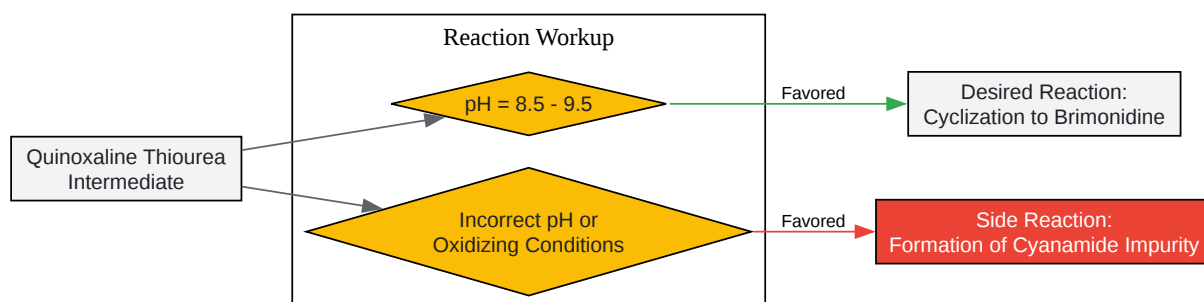 Reaction Workup
Quinoxaline Thiourea
Intermediate
pH = 8.5 - 9.5
Favored
Desired Reaction:
Cyclization to Brimonidine
Incorrect pH or
Oxidizing Conditions
Favored
Side Reaction:
Formation of Cyanamide Impurity